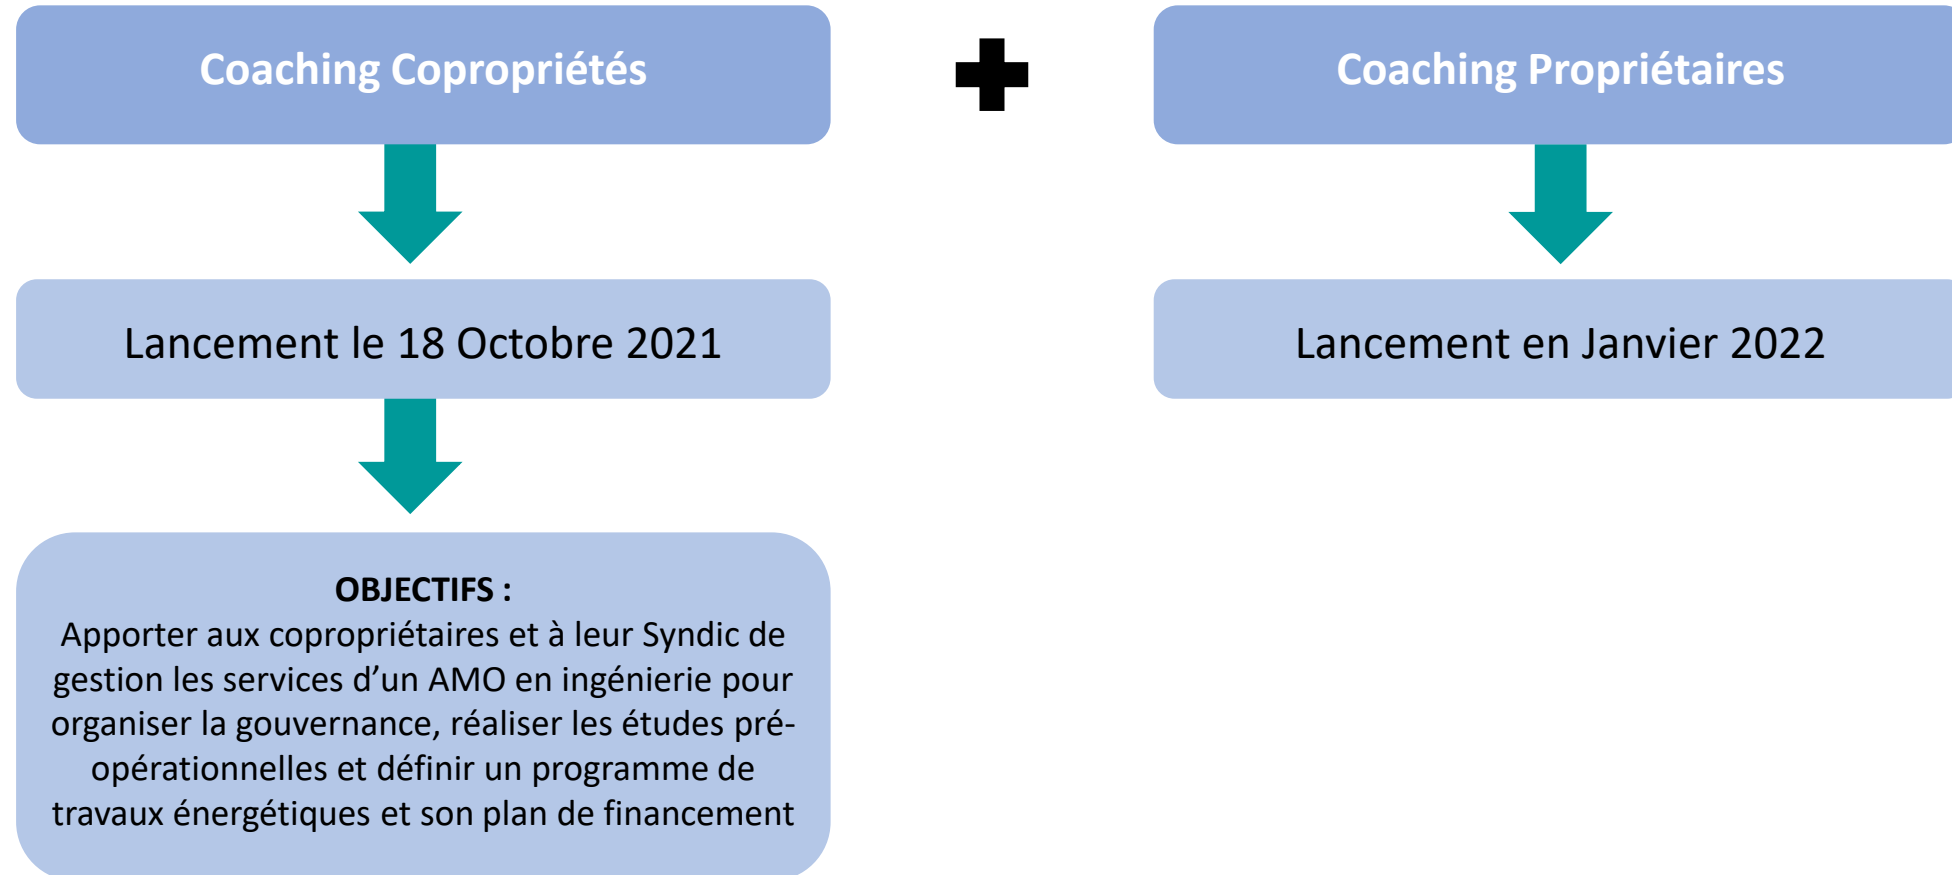 Coaching Copropriétés
Coaching Propriétaires
Lancement le 18 Octobre 2021
Lancement en Janvier 2022
OBJECTIFS :
Apporter aux copropriétaires et à leur Syndic de
gestion les services d’un AMO en ingénierie pour
organiser la gouvernance, réaliser les études pré-
opérationnelles et définir un programme de
travaux énergétiques et son plan de financement